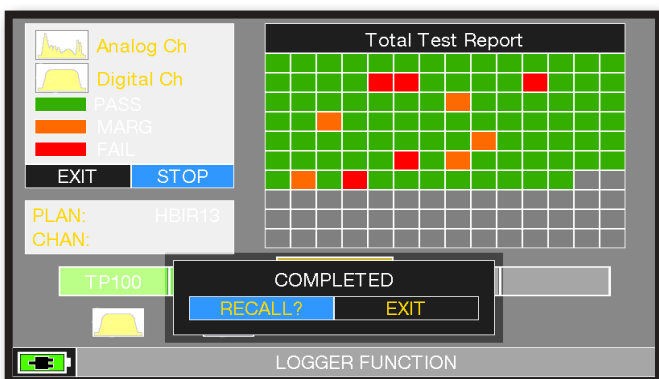 Analog Ch
Digital Ch
PASS
MARG
FAIL
EXIT STOP
Total Test Report
PLAN: HBIR13
CHAN:
TP100
COMPLETED
RECALL? EXIT
LOGGER FUNCTION